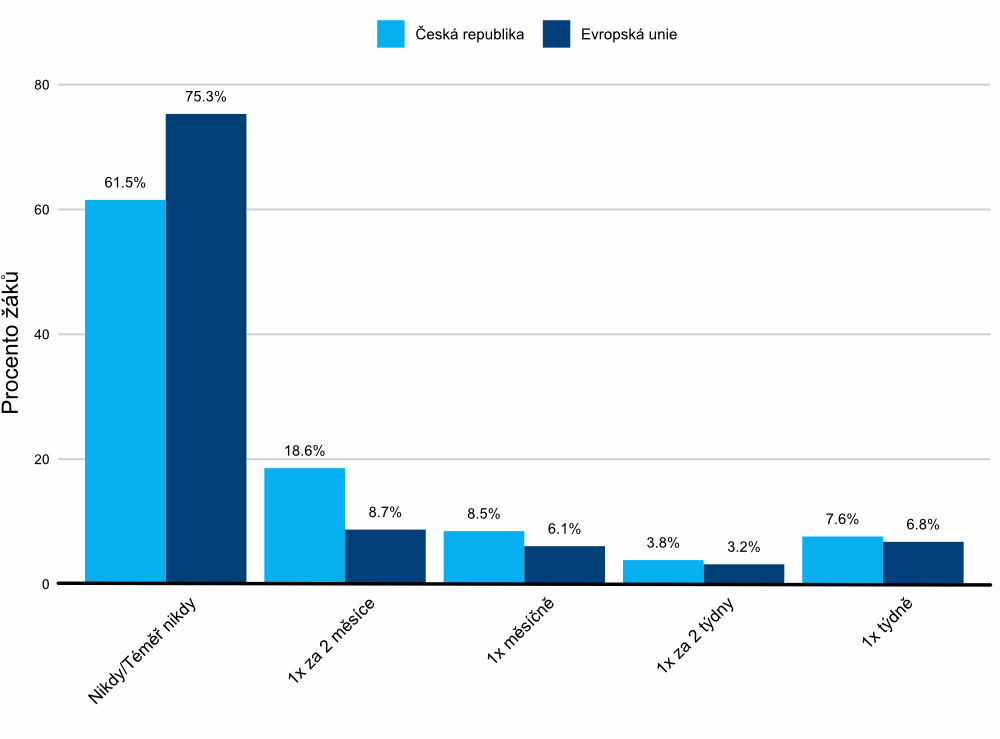 Česká republika
Evropská unie
Procento žáků
80
60
40
20
0
61.5%
75.3%
18.6%
8.7%
8.5%
6.1%
3.8%
3.2%
7.6%
6.8%
Nikdy/Téměř nikdy
1x za 2 měsíce
1x měsíčně
1x za 2 týdny
1x týdně